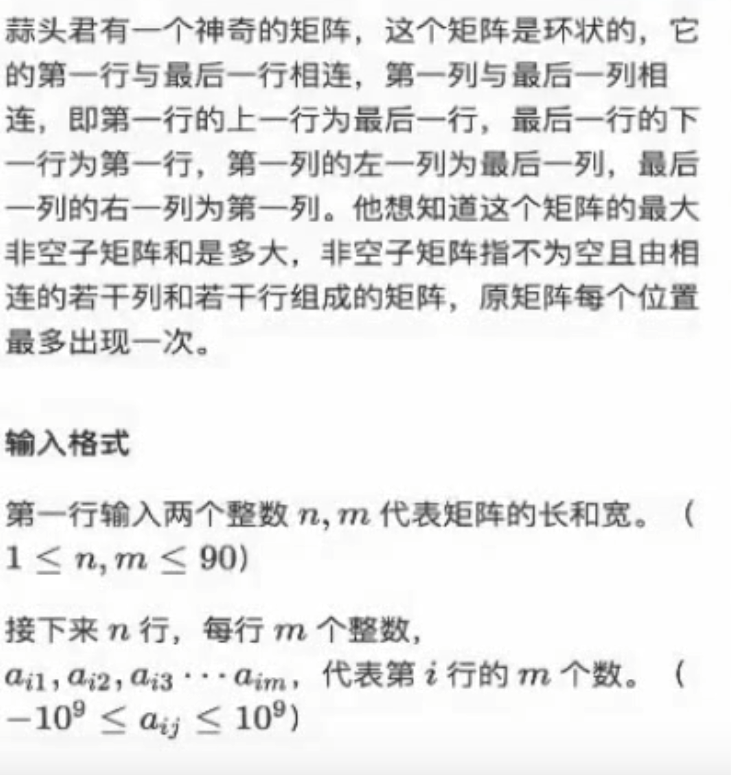 蒜头君有一个神奇的矩阵，这个矩阵是环状的，它
的第一行与最后一行相连，第一列与最后一列相
连，即第一行的上一行为最后一行，最后一行的下
一行为第一行，第一列的左一列为最后一列，最后
一列的右一列为第一列。他想知道这个矩阵的最大
非空子矩阵和是多大，非空子矩阵指不为空且由相
连的若干列和若干行组成的矩阵，原矩阵每个位置
最多出现一次。
输入格式
第一行输入两个整数 n, m 代表矩阵的长和宽。（
1 ≤ n, m ≤ 90)
接下来 n 行，每行 m 个整数，
a_{i1}, a_{i2}, a_{i3} ··· a_{im}，代表第 i 行的 m 个数。（
−10⁹ ≤ a_{ij} ≤ 10⁹)